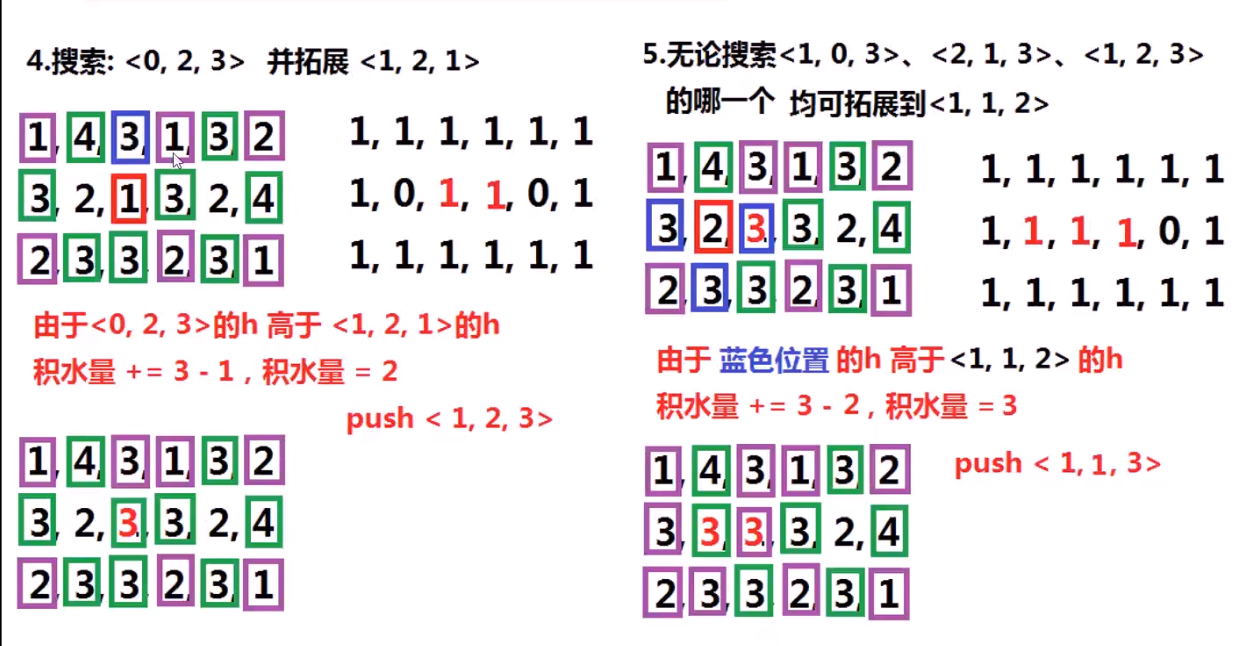 4.搜索: <0, 2, 3> 并拓展 <1, 2, 1>
1, 4, 3, 1, 3, 2
3, 2, 1, 3, 2, 4
2, 3, 3, 2, 3, 1
1, 1, 1, 1, 1, 1
1, 0, 1, 1, 0, 1
1, 1, 1, 1, 1, 1
由于<0, 2, 3>的h 高于 <1, 2, 1>的h
积水量 += 3 - 1 , 积水量 = 2
push < 1, 2, 3>
1, 4, 3, 1, 3, 2
3, 2, 3, 3, 2, 4
2, 3, 3, 2, 3, 1
5.无论搜索<1, 0, 3>、<2, 1, 3>、<1, 2, 3>
的哪一个 均可拓展到<1, 1, 2>
1, 4, 3, 1, 3, 2
3, 2, 3, 3, 2, 4
2, 3, 3, 2, 3, 1
1, 1, 1, 1, 1, 1
1, 1, 1, 1, 0, 1
1, 1, 1, 1, 1, 1
由于 蓝色位置 的h 高于 <1, 1, 2> 的h
积水量 += 3 - 2 , 积水量 = 3
push < 1, 1, 3>
1, 4, 3, 1, 3, 2
3, 3, 3, 3, 2, 4
2, 3, 3, 2, 3, 1